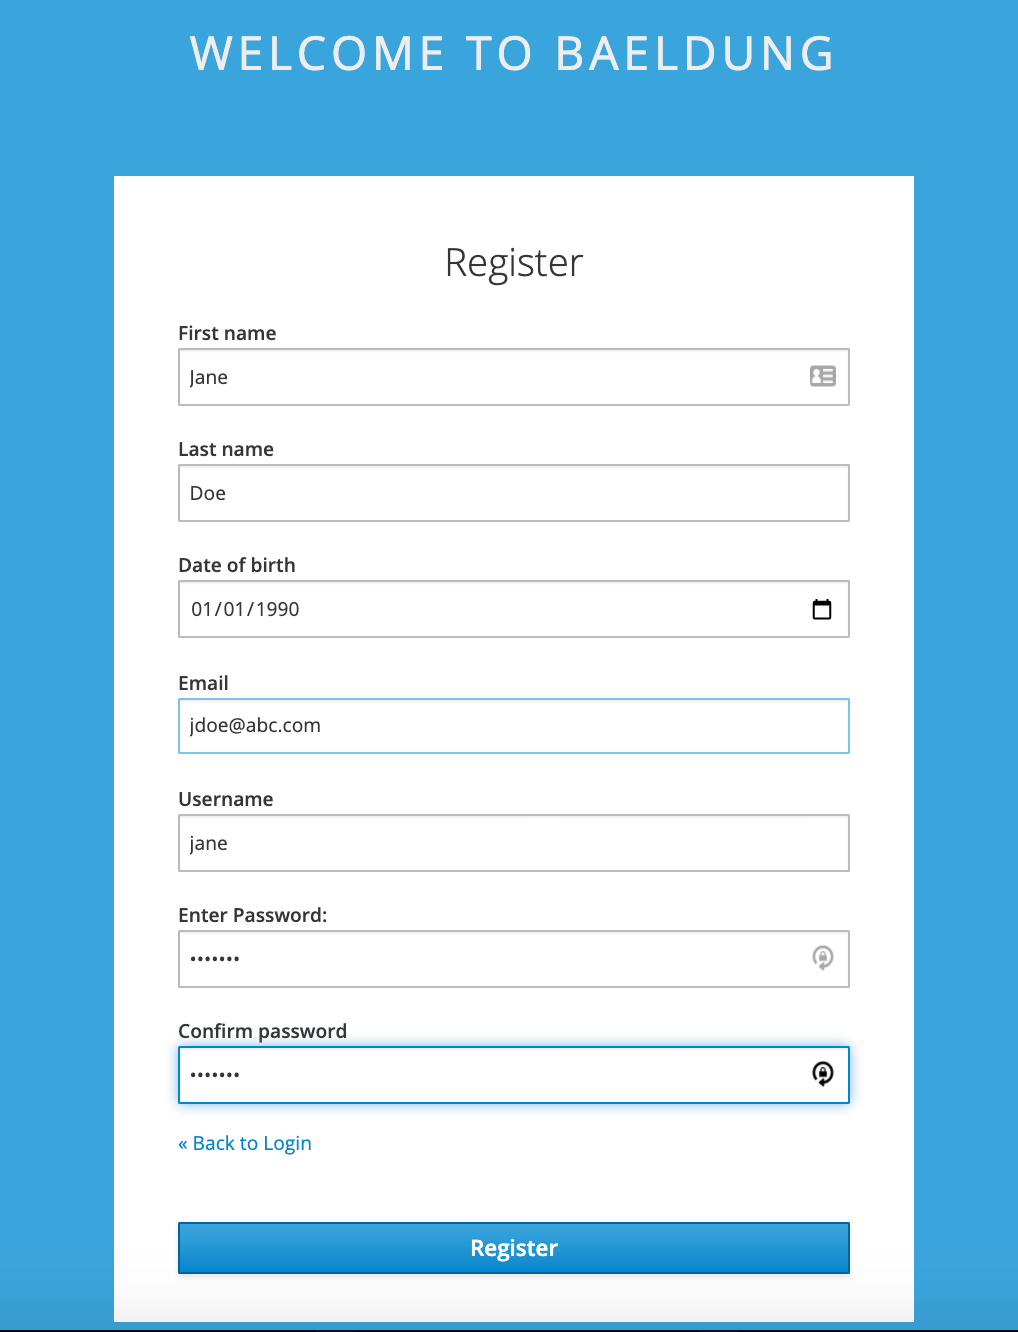 WELCOME TO BAELDUNG
Register
First name
Jane
Last name
Doe
Date of birth
01/01/1990
Email
jdoe@abc.com
Username
jane
Enter Password:
•••••••
Confirm password
•••••••
« Back to Login
Register